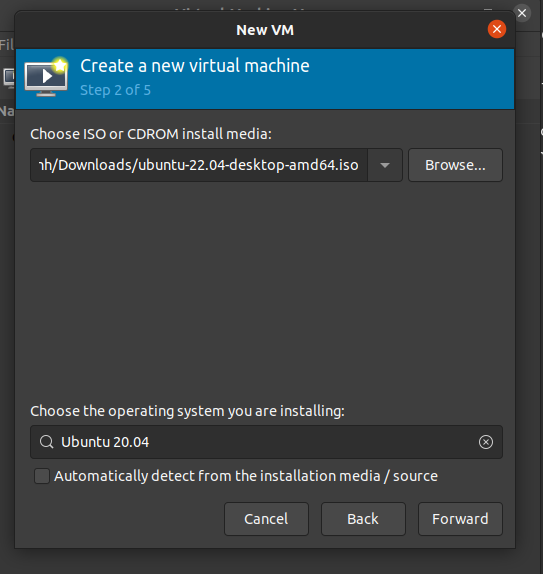 New VM
Create a new virtual machine
Step 2 of 5
Choose ISO or CDROM install media:
/Downloads/ubuntu-22.04-desktop-amd64.iso
Browse...
Choose the operating system you are installing:
Ubuntu 20.04
Automatically detect from the installation media / source
Cancel
Back
Forward